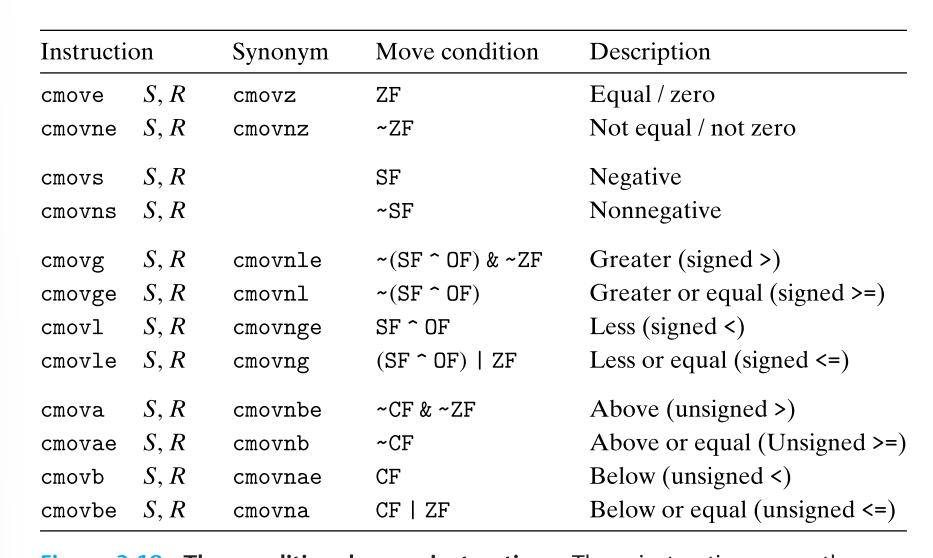 Instruction Synonym Move condition Description
cmove S, R cmovz ZF Equal / zero
cmovne S, R cmovnz ~ZF Not equal / not zero
cmovs S, R SF Negative
cmovns S, R ~SF Nonnegative
cmovg S, R cmovnle ~(SF ^ OF) & ~ZF Greater (signed >)
cmovge S, R cmovnl ~(SF ^ OF) Greater or equal (signed >=)
cmovl S, R cmovnge SF ^ OF Less (signed <)
cmovle S, R cmovng (SF ^ OF) | ZF Less or equal (signed <=)
cmova S, R cmovnbe ~CF & ~ZF Above (unsigned >)
cmovae S, R cmovnb ~CF Above or equal (Unsigned >=)
cmovb S, R cmovnae CF Below (unsigned <)
cmovbe S, R cmovna CF | ZF Below or equal (unsigned <=)